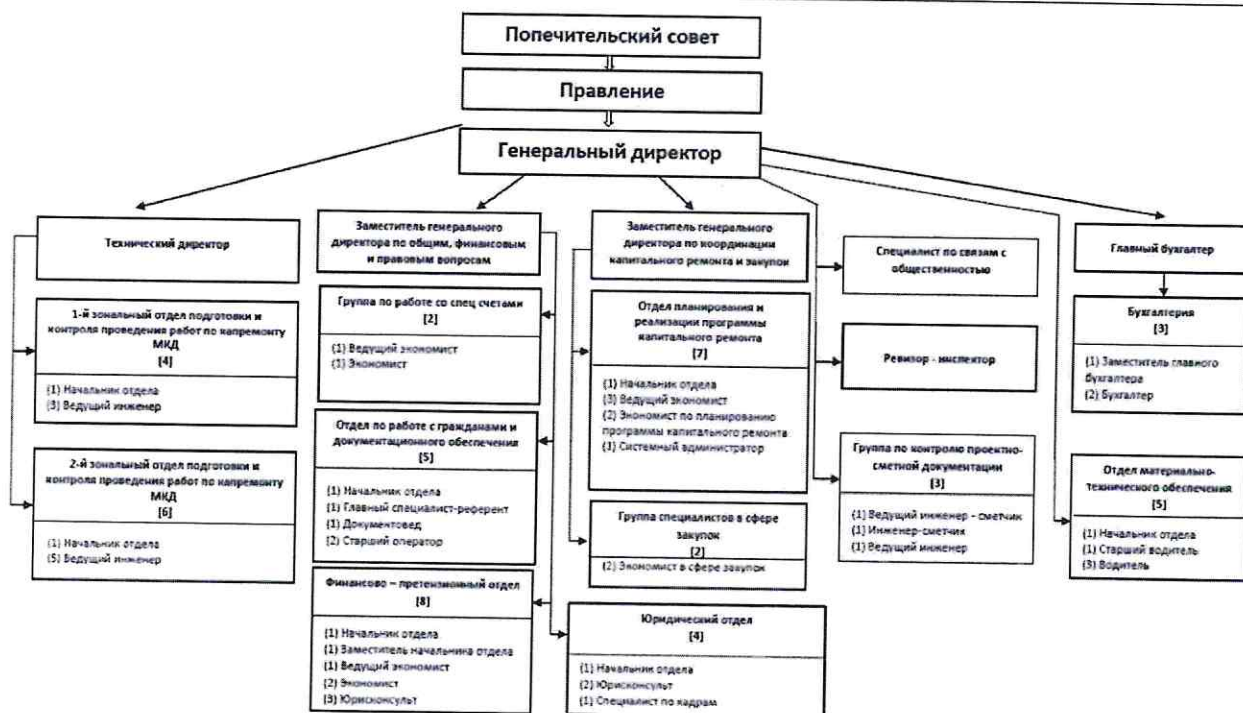 Попечительский совет
Правление
Генеральный директор
Технический директор
1-й зональный отдел подготовки и
контроля проведения работ по капремонту
МКД
[4]
(1) Начальник отдела
(3) Ведущий инженер
2-й зональный отдел подготовки и
контроля проведения работ по капремонту
МКД
[6]
(1) Начальник отдела
(5) Ведущий инженер
Заместитель генерального
директора по общим, финансовым
и правовым вопросам
Группа по работе со спец счетами
[2]
(1) Ведущий экономист
(1) Экономист
Отдел по работе с гражданами и
документационного обеспечения
[5]
(1) Начальник отдела
(1) Главный специалист-референт
(1) Документовед
(2) Старший оператор
Финансово – претензионный отдел
[8]
(1) Начальник отдела
(1) Заместитель начальника отдела
(1) Ведущий экономист
(2) Экономист
(3) Юрисконсульт
Заместитель генерального
директора по координации
капитального ремонта и закупок
Отдел планирования и
реализации программы
капитального ремонта
[7]
(1) Начальник отдела
(3) Ведущий экономист
(2) Экономист по планированию
программы капитального ремонта
(1) Системный администратор
Группа специалистов в сфере
закупок
[2]
(2) Экономист в сфере закупок
Юридический отдел
[4]
(1) Начальник отдела
(2) Юрисконсульт
(1) Специалист по кадрам
Специалист по связам с
общественностью
Ревизор - инспектор
Группа по контролю проектно-
сметной документации
[3]
(1) Ведущий инженер - сметчик
(1) Инженер-сметчик
(1) Ведущий инженер
Главный бухгалтер
Бухгалтерия
[3]
(1) Заместитель главного
бухгалтера
(2) Бухгалтер
Отдел материально-
технического обеспечения
[5]
(1) Начальник отдела
(1) Старший водитель
(3) Водитель